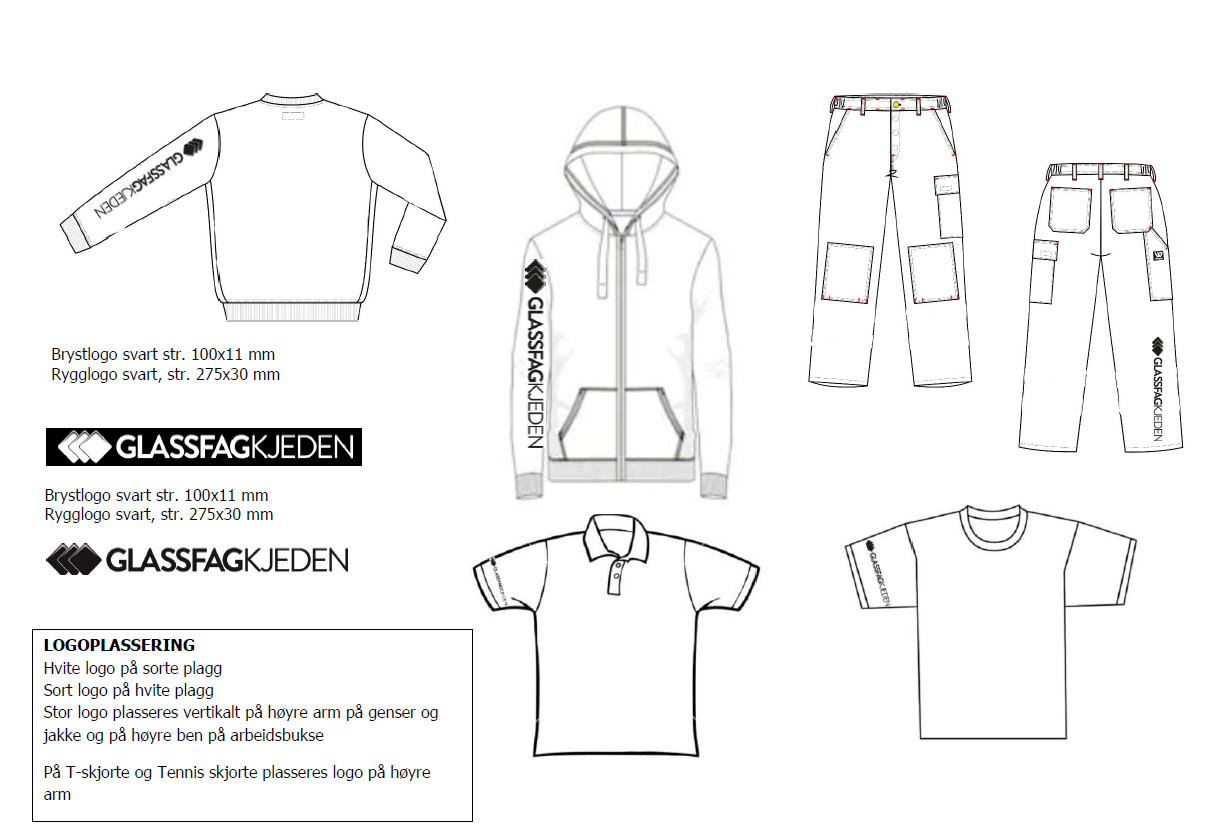 GLASSFAGKJEDEN
GLASSFAGKJEDEN
GLASSFAGKJEDEN
Brystlogo svart str. 100x11 mm
Rygglogo svart, str. 275x30 mm
GLASSFAGKJEDEN
Brystlogo svart str. 100x11 mm
Rygglogo svart, str. 275x30 mm
GLASSFAGKJEDEN
GLASSFAGKJEDEN
GLASSFAGKJEDEN
LOGOPLASSERING
Hvite logo på sorte plagg
Sort logo på hvite plagg
Stor logo plasseres vertikalt på høyre arm på genser og
jakke og på høyre ben på arbeidsbukse
På T-skjorte og Tennis skjorte plasseres logo på høyre
arm